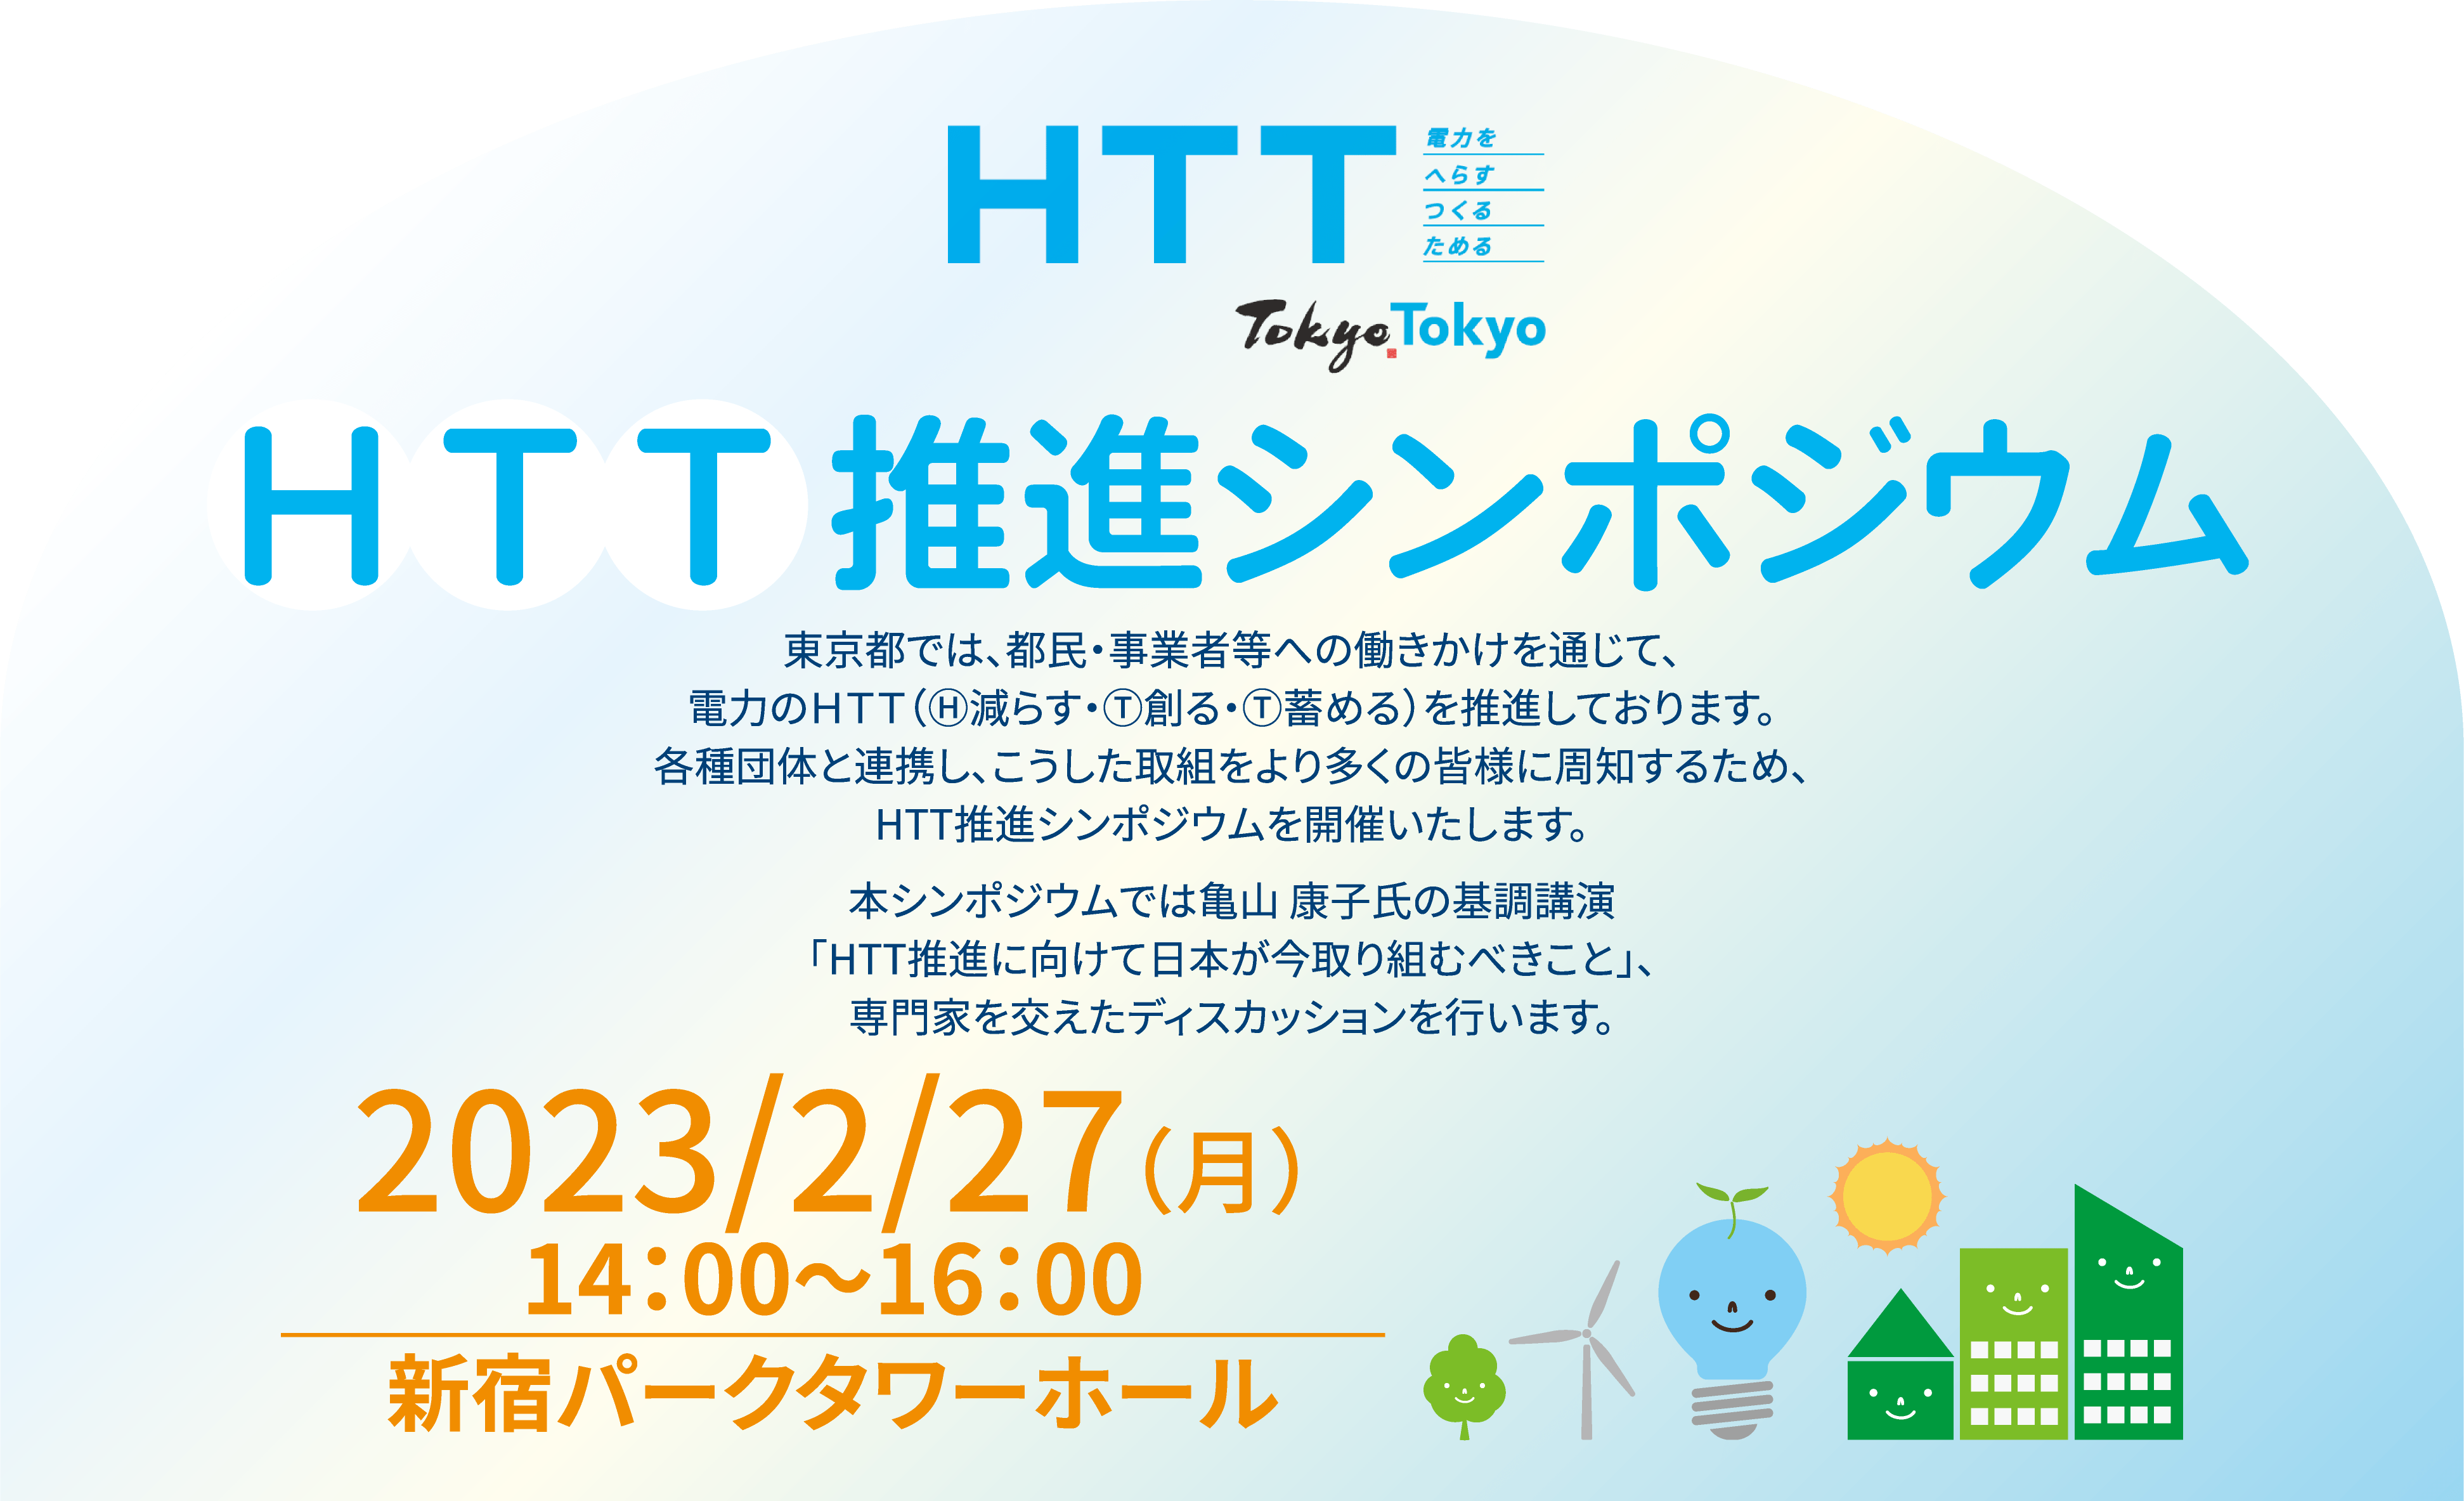 HTT
電力を
へらす
つくる
ためる
Tokyo Tokyo
HTT推進シンポジウム
東京都では、都民・事業者等への働きかけを通じて、
電力のHTT（Ⓗ減らす・Ⓣ創る・Ⓣ蓄める）を推進しております。
各種団体と連携し、こうした取組をより多くの皆様に周知するため、
HTT推進シンポジウムを開催いたします。
本シンポジウムでは亀山 康子氏の基調講演
「HTT推進に向けて日本が今取り組むべきこと」、
専門家を交えたディスカッションを行います。
2023/2/27（月）
14：00〜16：00
新宿パークタワーホール